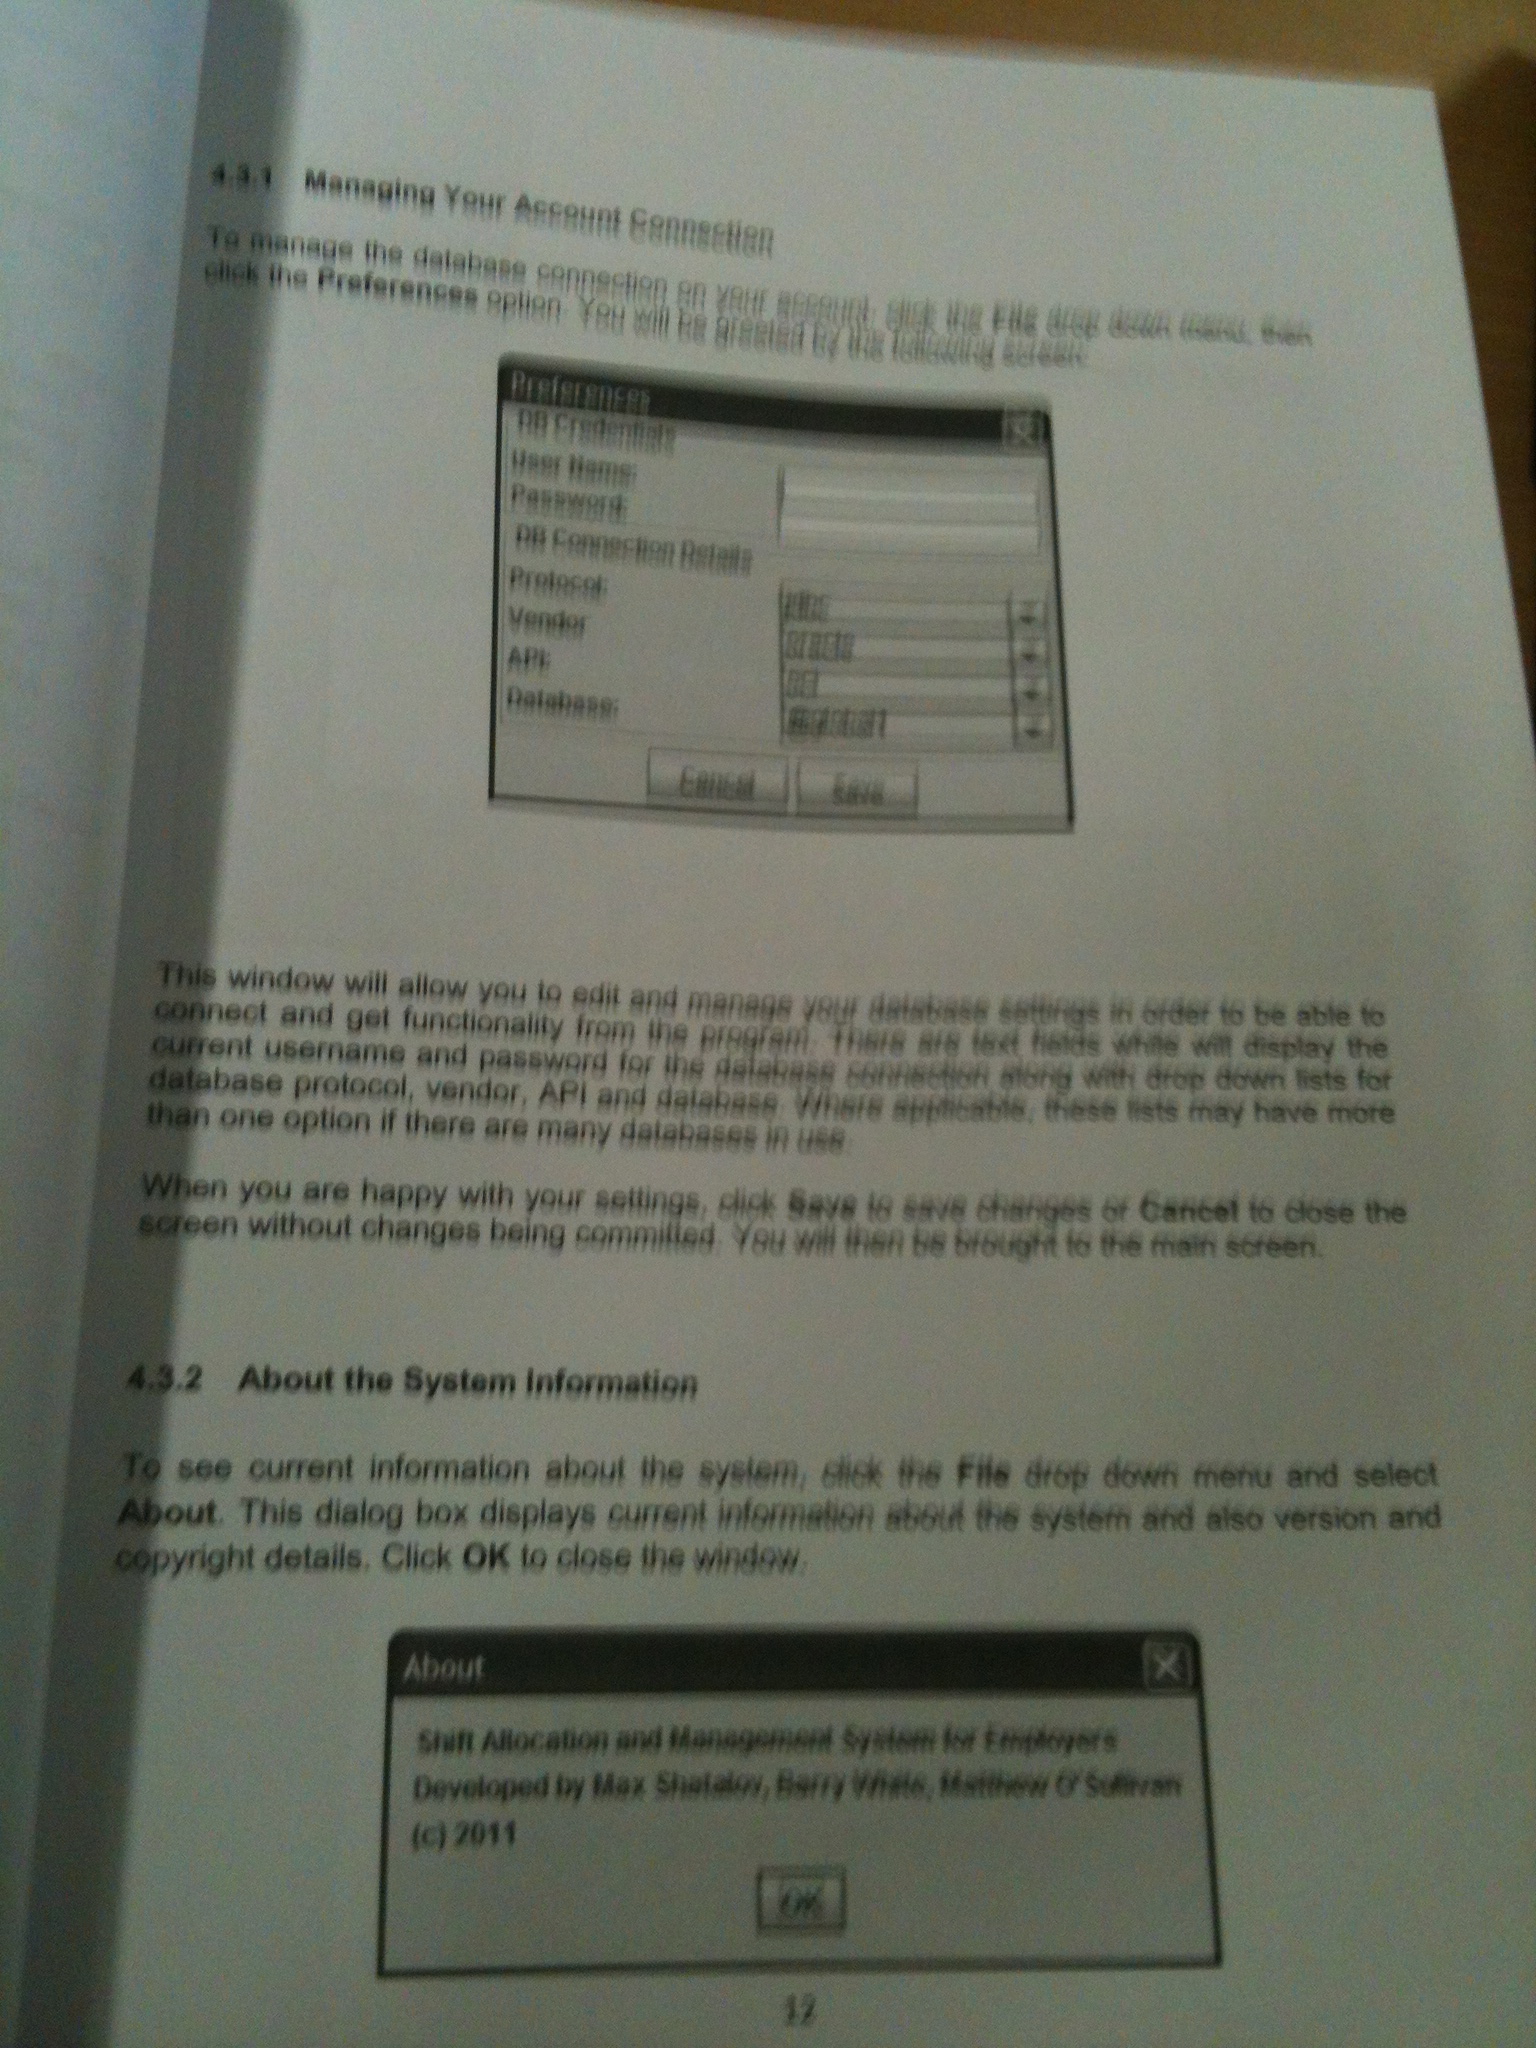 4.3.1 Managing Your Account Connection
To manage the database connection on your account, click the File drop down menu, then
click the Preferences option. You will be greeted by the following screen:
Preferences
DB Credentials
User Name:
Password:
DB Connection Details
Protocol:
Vendor
oracle
API:
Database:
Cancel Save
This window will allow you to edit and manage your database settings in order to be able to
connect and get functionality from the program. There are text fields while will display the
current username and password for the database connection along with drop down lists for
database protocol, vendor, API and database. Where applicable, these lists may have more
than one option if there are many databases in use.
When you are happy with your settings, click Save to save changes or Cancel to close the
screen without changes being committed. You will then be brought to the main screen.
4.3.2 About the System Information
To see current information about the system, click the File drop down menu and select
About. This dialog box displays current information about the system and also version and
copyright details. Click OK to close the window.
About
Shift Allocation and Management System for Employers
Developed by Max Shatalov, Barry White, Matthew O'Sullivan
(c) 2011
OK
12